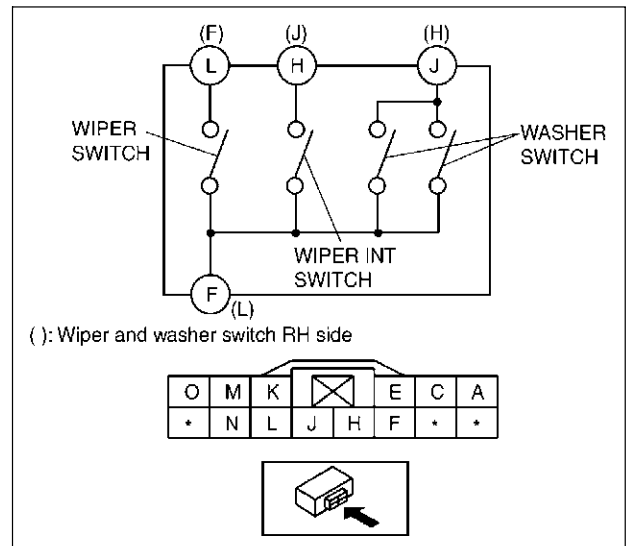 (F) (J) (H)
L H J
WIPER SWITCH
WASHER SWITCH
WIPER INT SWITCH
F
(L)
( ): Wiper and washer switch RH side
O M K E C A
* N L J H F * *